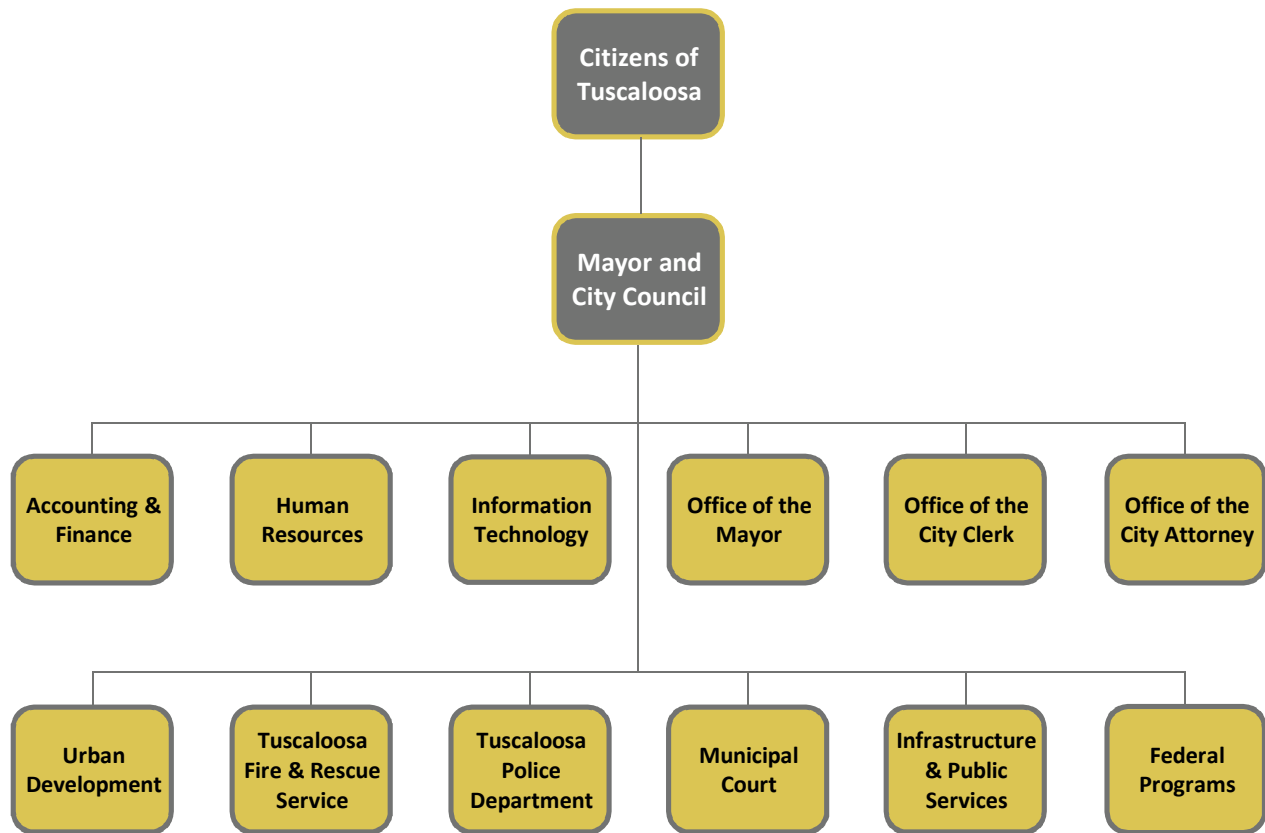 Citizens of
Tuscaloosa
Mayor and
City Council
Accounting &
Finance
Human
Resources
Information
Technology
Office of the
Mayor
Office of the
City Clerk
Office of the
City Attorney
Urban
Development
Tuscaloosa
Fire & Rescue
Service
Tuscaloosa
Police
Department
Municipal
Court
Infrastructure
& Public
Services
Federal
Programs